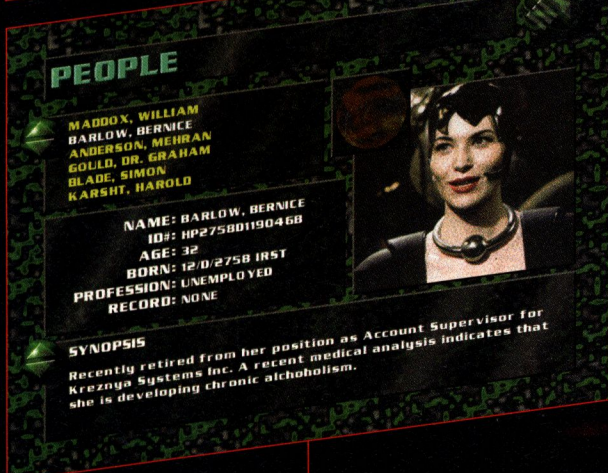 PEOPLE
MADDOX, WILLIAM
BARLOW, BERNICE
ANDERSON, MEHRAN
GOULD, DR. GRAHAM
BLADE, SIMON
KARSHT, HAROLD
NAME: BARLOW, BERNICE
ID#: HP2758D119046B
AGE: 32
BORN: 12/D/2758 IRST
PROFESSION: UNEMPLOYED
RECORD: NONE
SYNOPSIS
Recently retired from her position as Account Supervisor for
Kreznya Systems Inc. A recent medical analysis indicates that
she is developing chronic alchoholism.